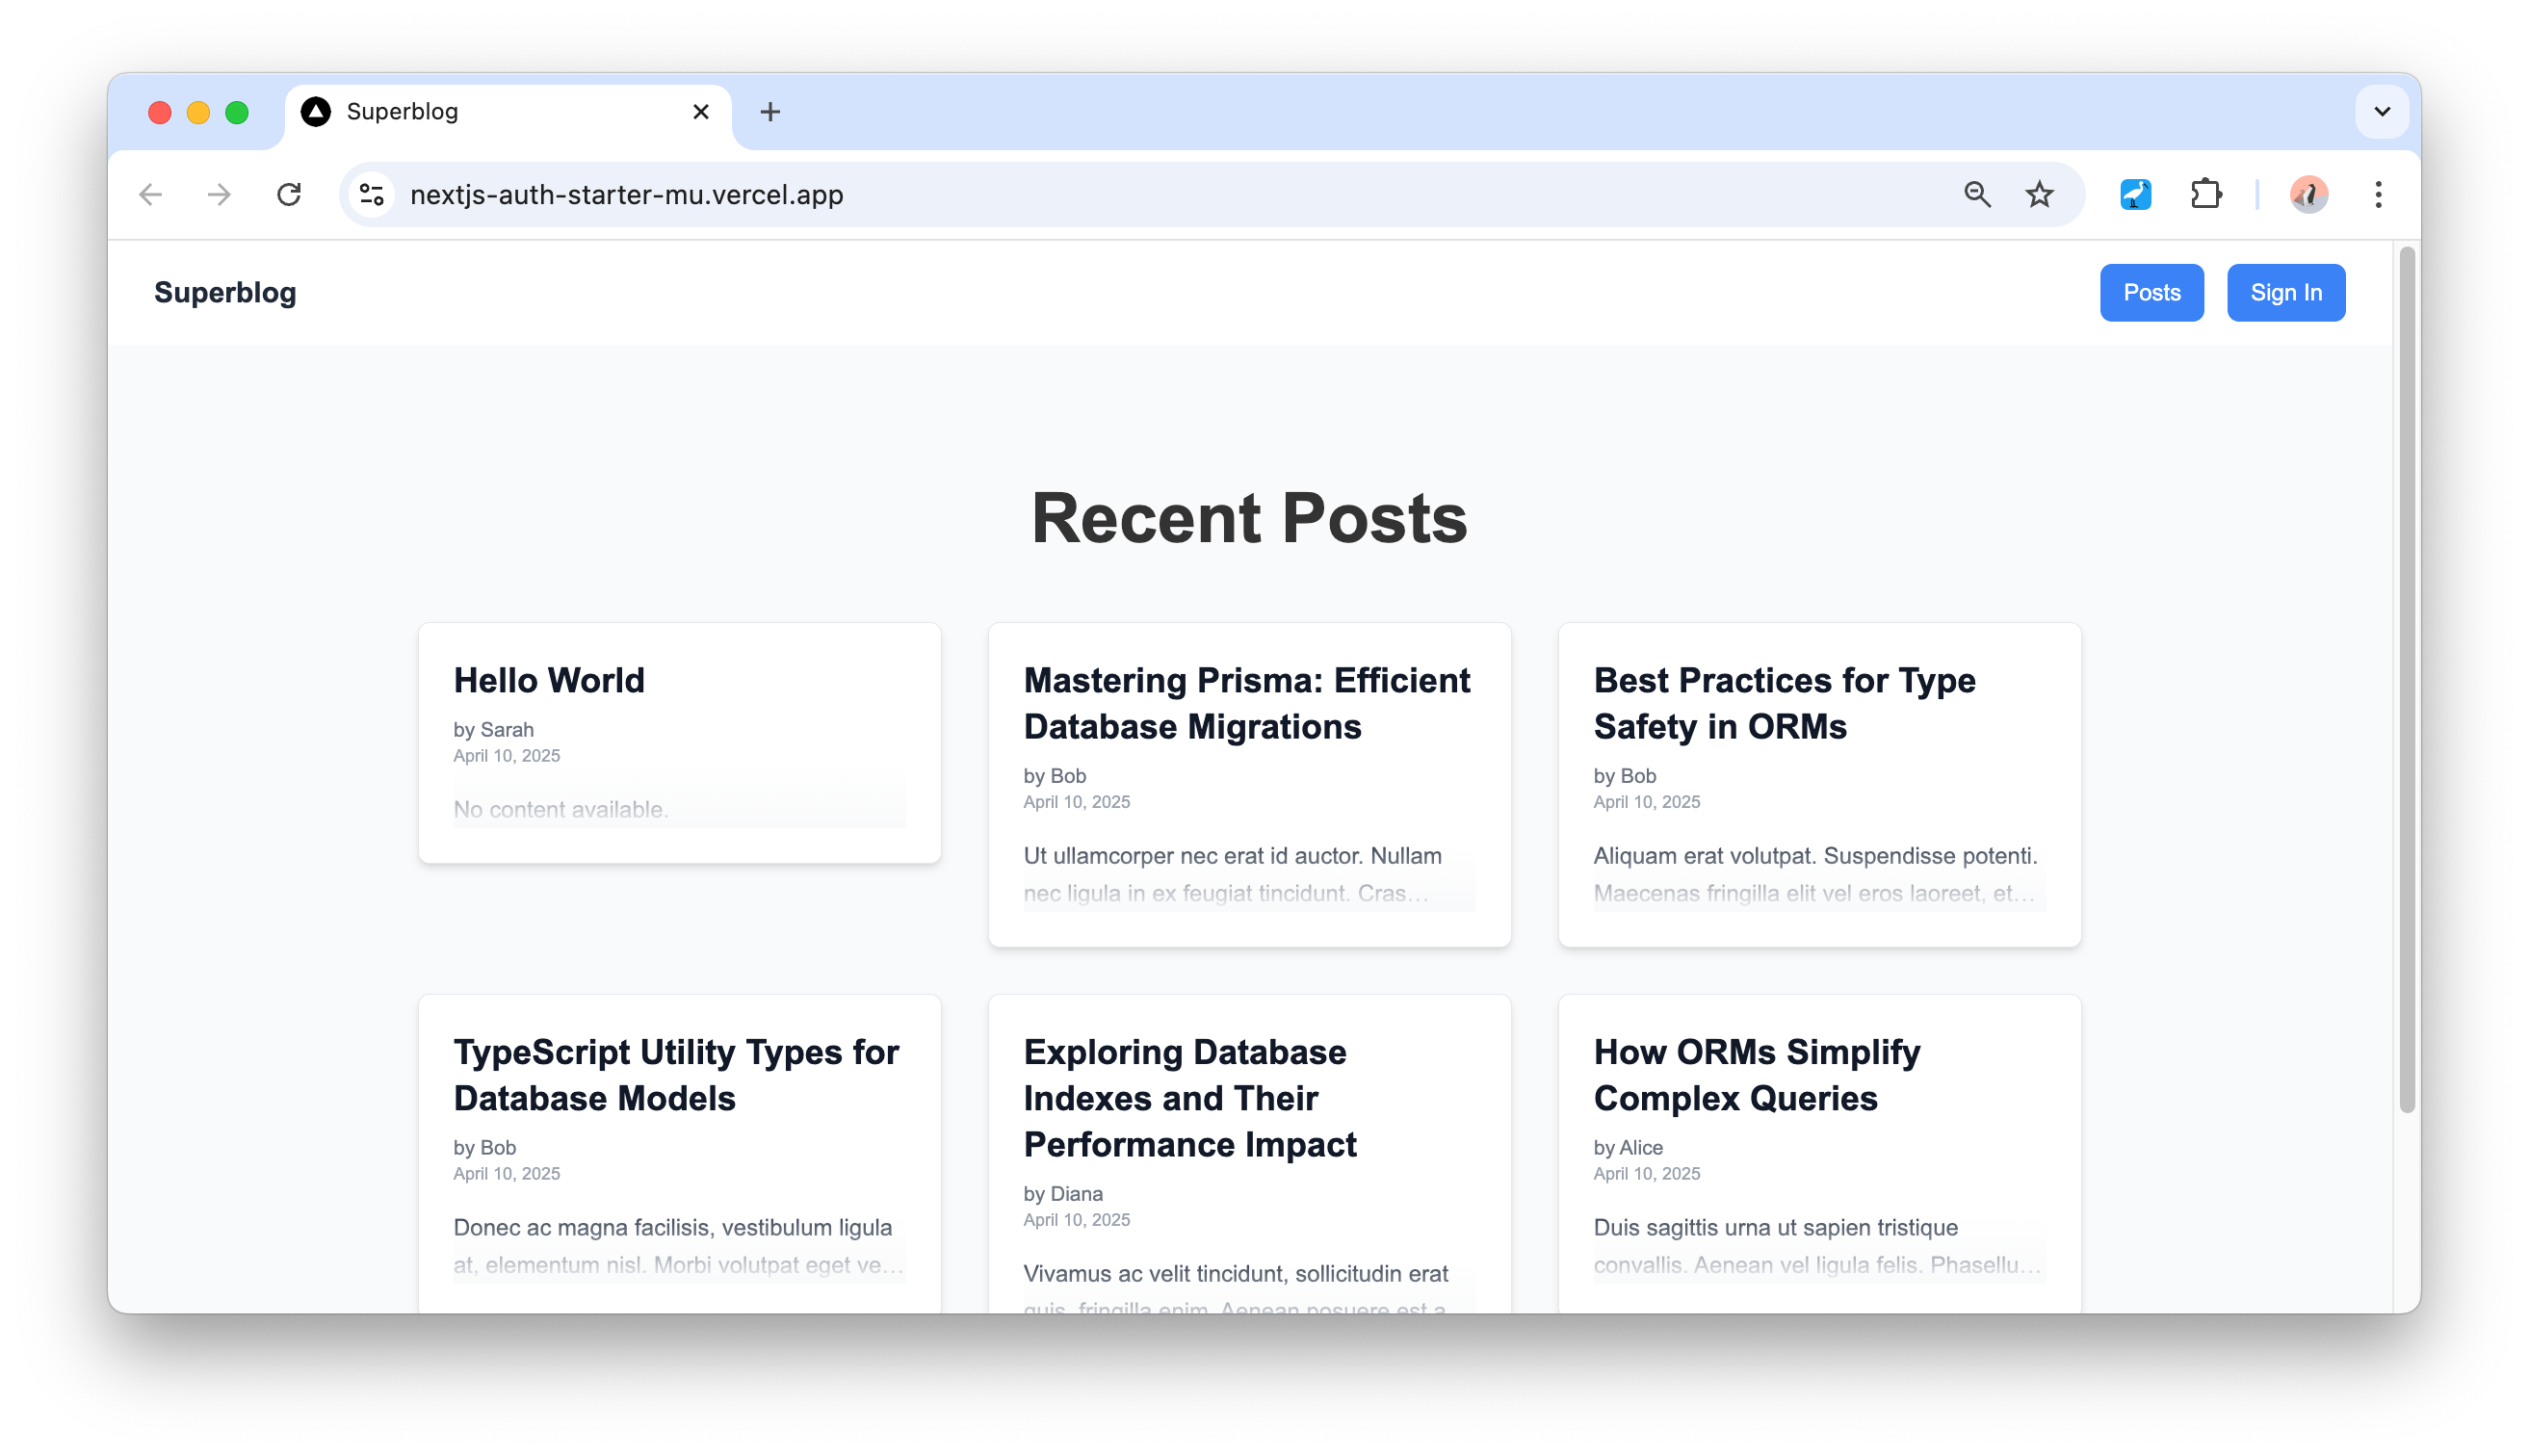 Superblog
nextjs-auth-starter-mu.vercel.app
Superblog
Posts
Sign In
Recent Posts
Hello World
by Sarah
April 10, 2025
No content available.
Mastering Prisma: Efficient
Database Migrations
by Bob
April 10, 2025
Ut ullamcorper nec erat id auctor. Nullam
nec ligula in ex feugiat tincidunt. Cras…
Best Practices for Type
Safety in ORMs
by Bob
April 10, 2025
Aliquam erat volutpat. Suspendisse potenti.
Maecenas fringilla elit vel eros laoreet, et…
TypeScript Utility Types for
Database Models
by Bob
April 10, 2025
Donec ac magna facilisis, vestibulum ligula
at, elementum nisl. Morbi volutpat eget ve…
Exploring Database
Indexes and Their
Performance Impact
by Diana
April 10, 2025
Vivamus ac velit tincidunt, sollicitudin erat
quis, fringilla enim. Aenean posuere est a
How ORMs Simplify
Complex Queries
by Alice
April 10, 2025
Duis sagittis urna ut sapien tristique
convallis. Aenean vel ligula felis. Phasellu…